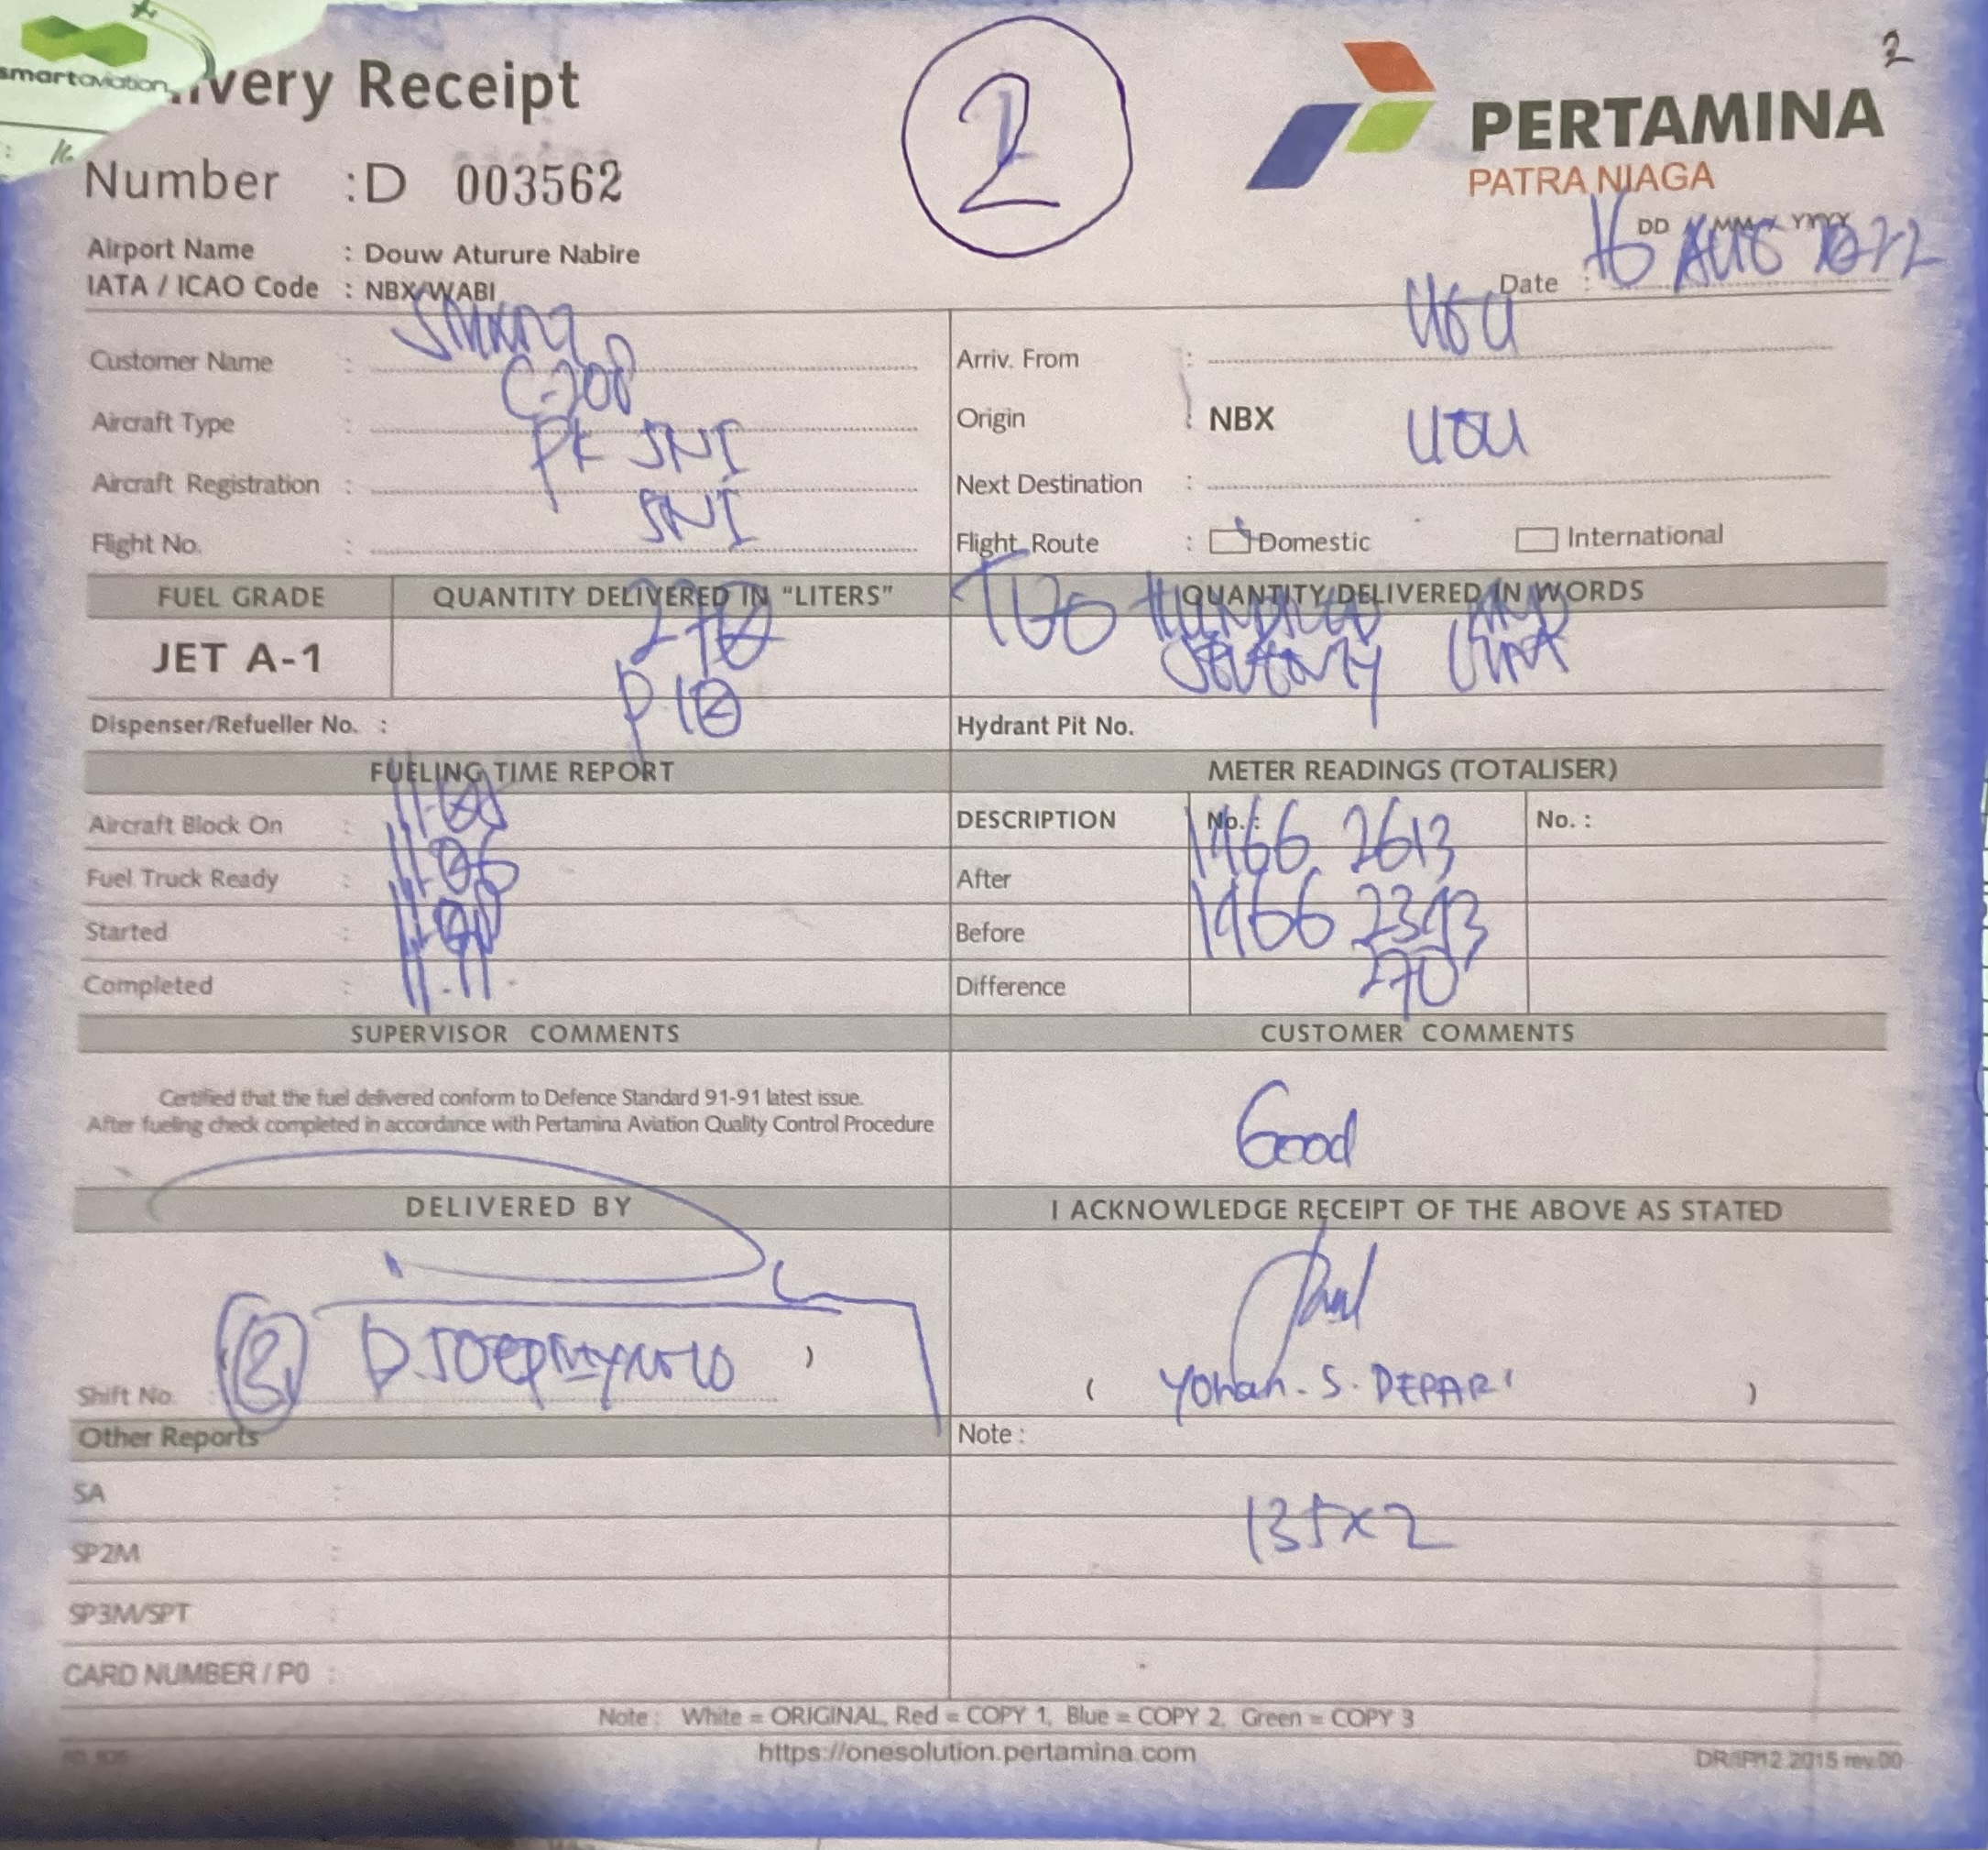 smartaviation
2
very Receipt
2
PERTAMINA
PATRA NIAGA
Number : D 003562
DD / MM / YYYY
Airport Name : Douw Aturure Nabire
Date : 16 AUG 2022
IATA / ICAO Code : NBX/WABI
Customer Name :
Arriv. From :
Aircraft Type : C-208
Origin : NBX
Aircraft Registration : PK SNI
Next Destination :
Flight No. : SNI
Flight Route : Domestic International
FUEL GRADE QUANTITY DELIVERED IN "LITERS" QUANTITY DELIVERED IN WORDS
JET A-1 270 Two Hundred And
Seventy
Dispenser/Refueller No. : Hydrant Pit No.
FUELING TIME REPORT METER READINGS (TOTALISER)
Aircraft Block On : DESCRIPTION No. : No. :
Fuel Truck Ready : 11.06 After 1966 2613
Started : Before 1966 2343
Completed : 11.11 Difference 270
SUPERVISOR COMMENTS CUSTOMER COMMENTS
Certified that the fuel delivered conform to Defence Standard 91-91 latest issue.
After fueling check completed in accordance with Pertamina Aviation Quality Control Procedure
Good
DELIVERED BY I ACKNOWLEDGE RECEIPT OF THE ABOVE AS STATED
Shift No. : )
( Yohan. S. DEPARI )
Other Reports Note :
SA :
135x2
SP2M :
SP3M/SPT :
CARD NUMBER / PO :
Note : White = ORIGINAL, Red = COPY 1, Blue = COPY 2, Green = COPY 3
https://onesolution.pertamina.com